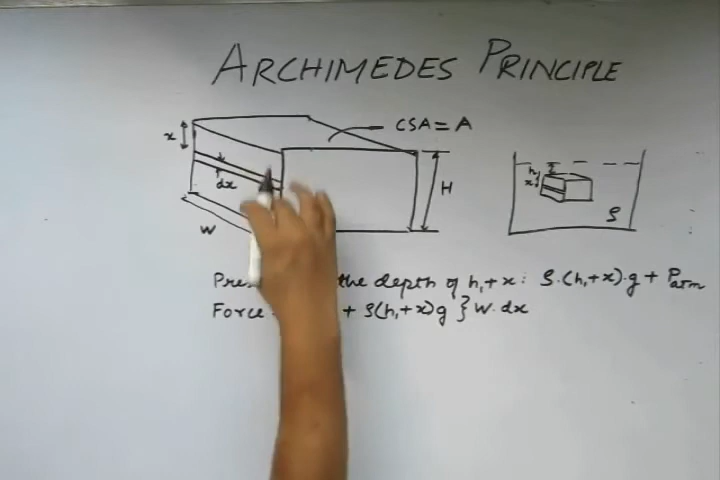 ARCHIMEDES PRINCIPLE
CSA = A
x
dx
H
W
h₁
x
ρ
the depth of h₁+x : ρ.(h₁+x).g + Patm
Force + ρ(h₁+x)g } W.dx